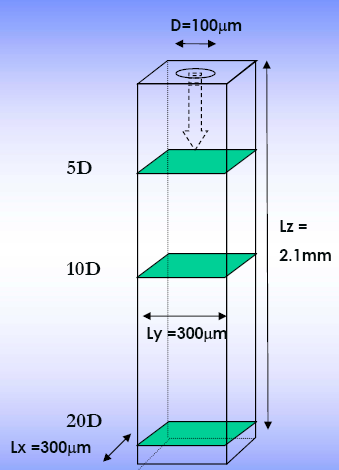 D=100μm
5D
Lz =
2.1mm
10D
Ly =300μm
20D
Lx =300μm